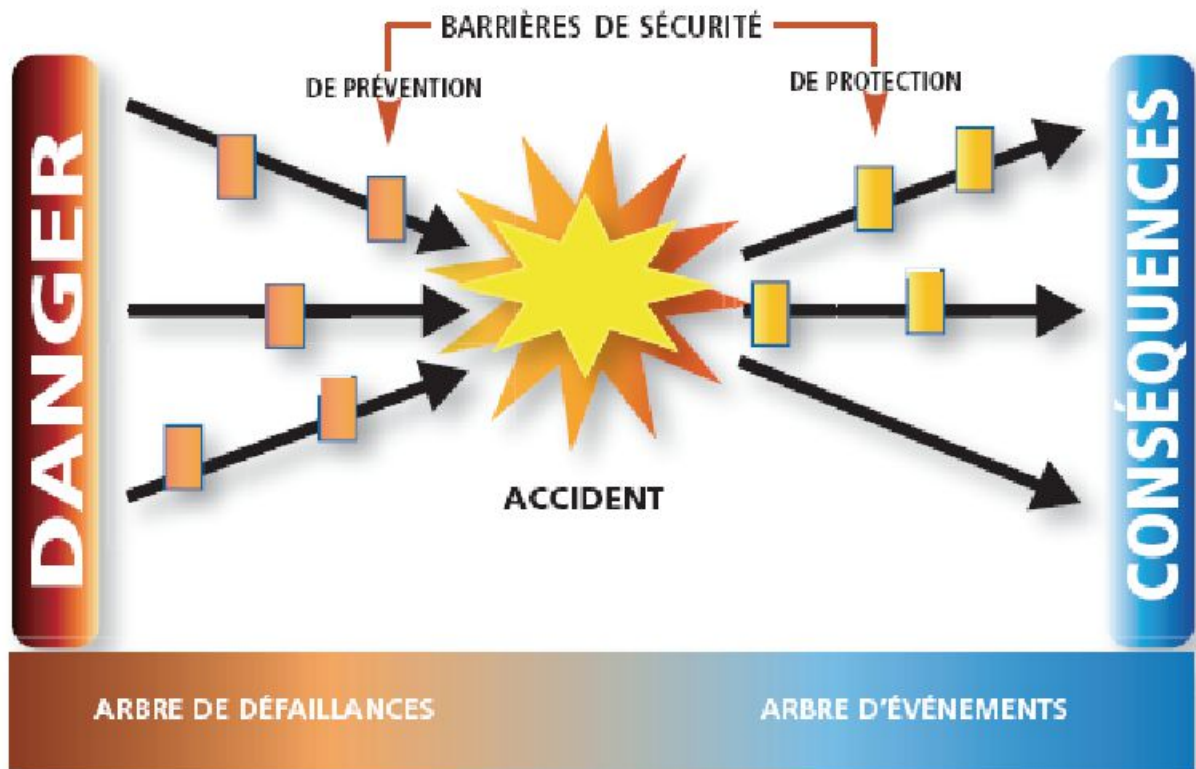 BARRIÈRES DE SÉCURITÉ
DE PRÉVENTION
DE PROTECTION
DANGER
ACCIDENT
CONSÉQUENCES
ARBRE DE DÉFAILLANCES
ARBRE D'ÉVÉNEMENTS